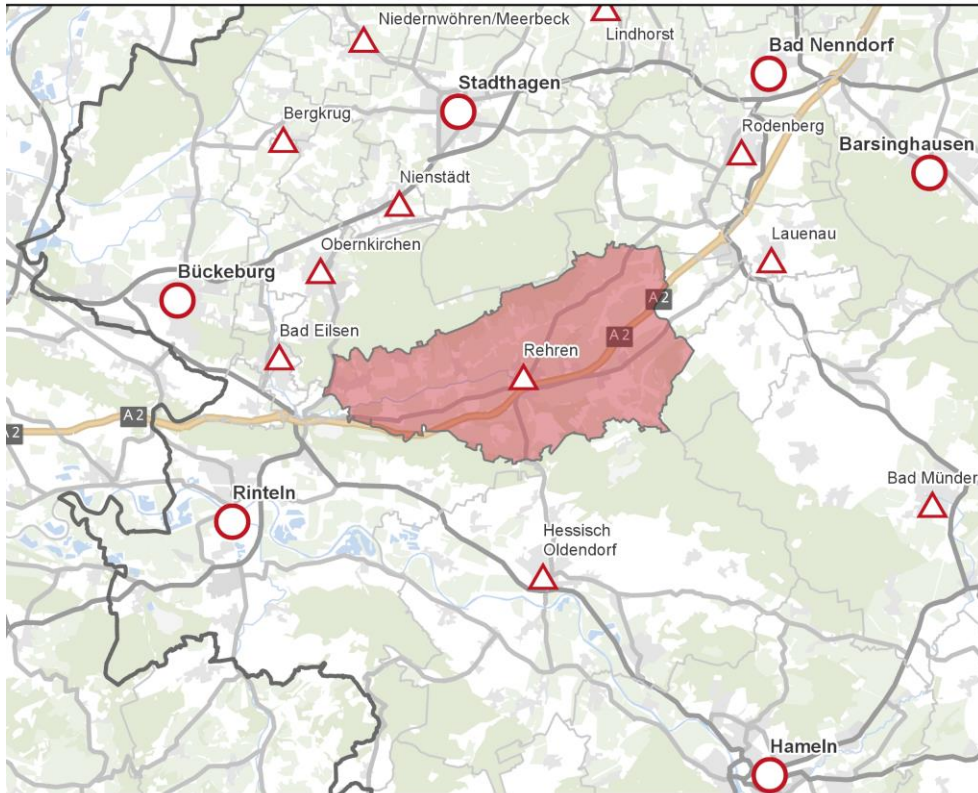 Niedernwöhren/Meerbeck
Lindhorst
Bad Nenndorf
Stadthagen
Bergkrug
Rodenberg
Barsinghausen
Nienstädt
Obernkirchen
Lauenau
Bückeburg
A 2
Bad Eilsen
A 2
Rehren
A 2
A 2
Bad Münder
Rinteln
Hessisch
Oldendorf
Hameln